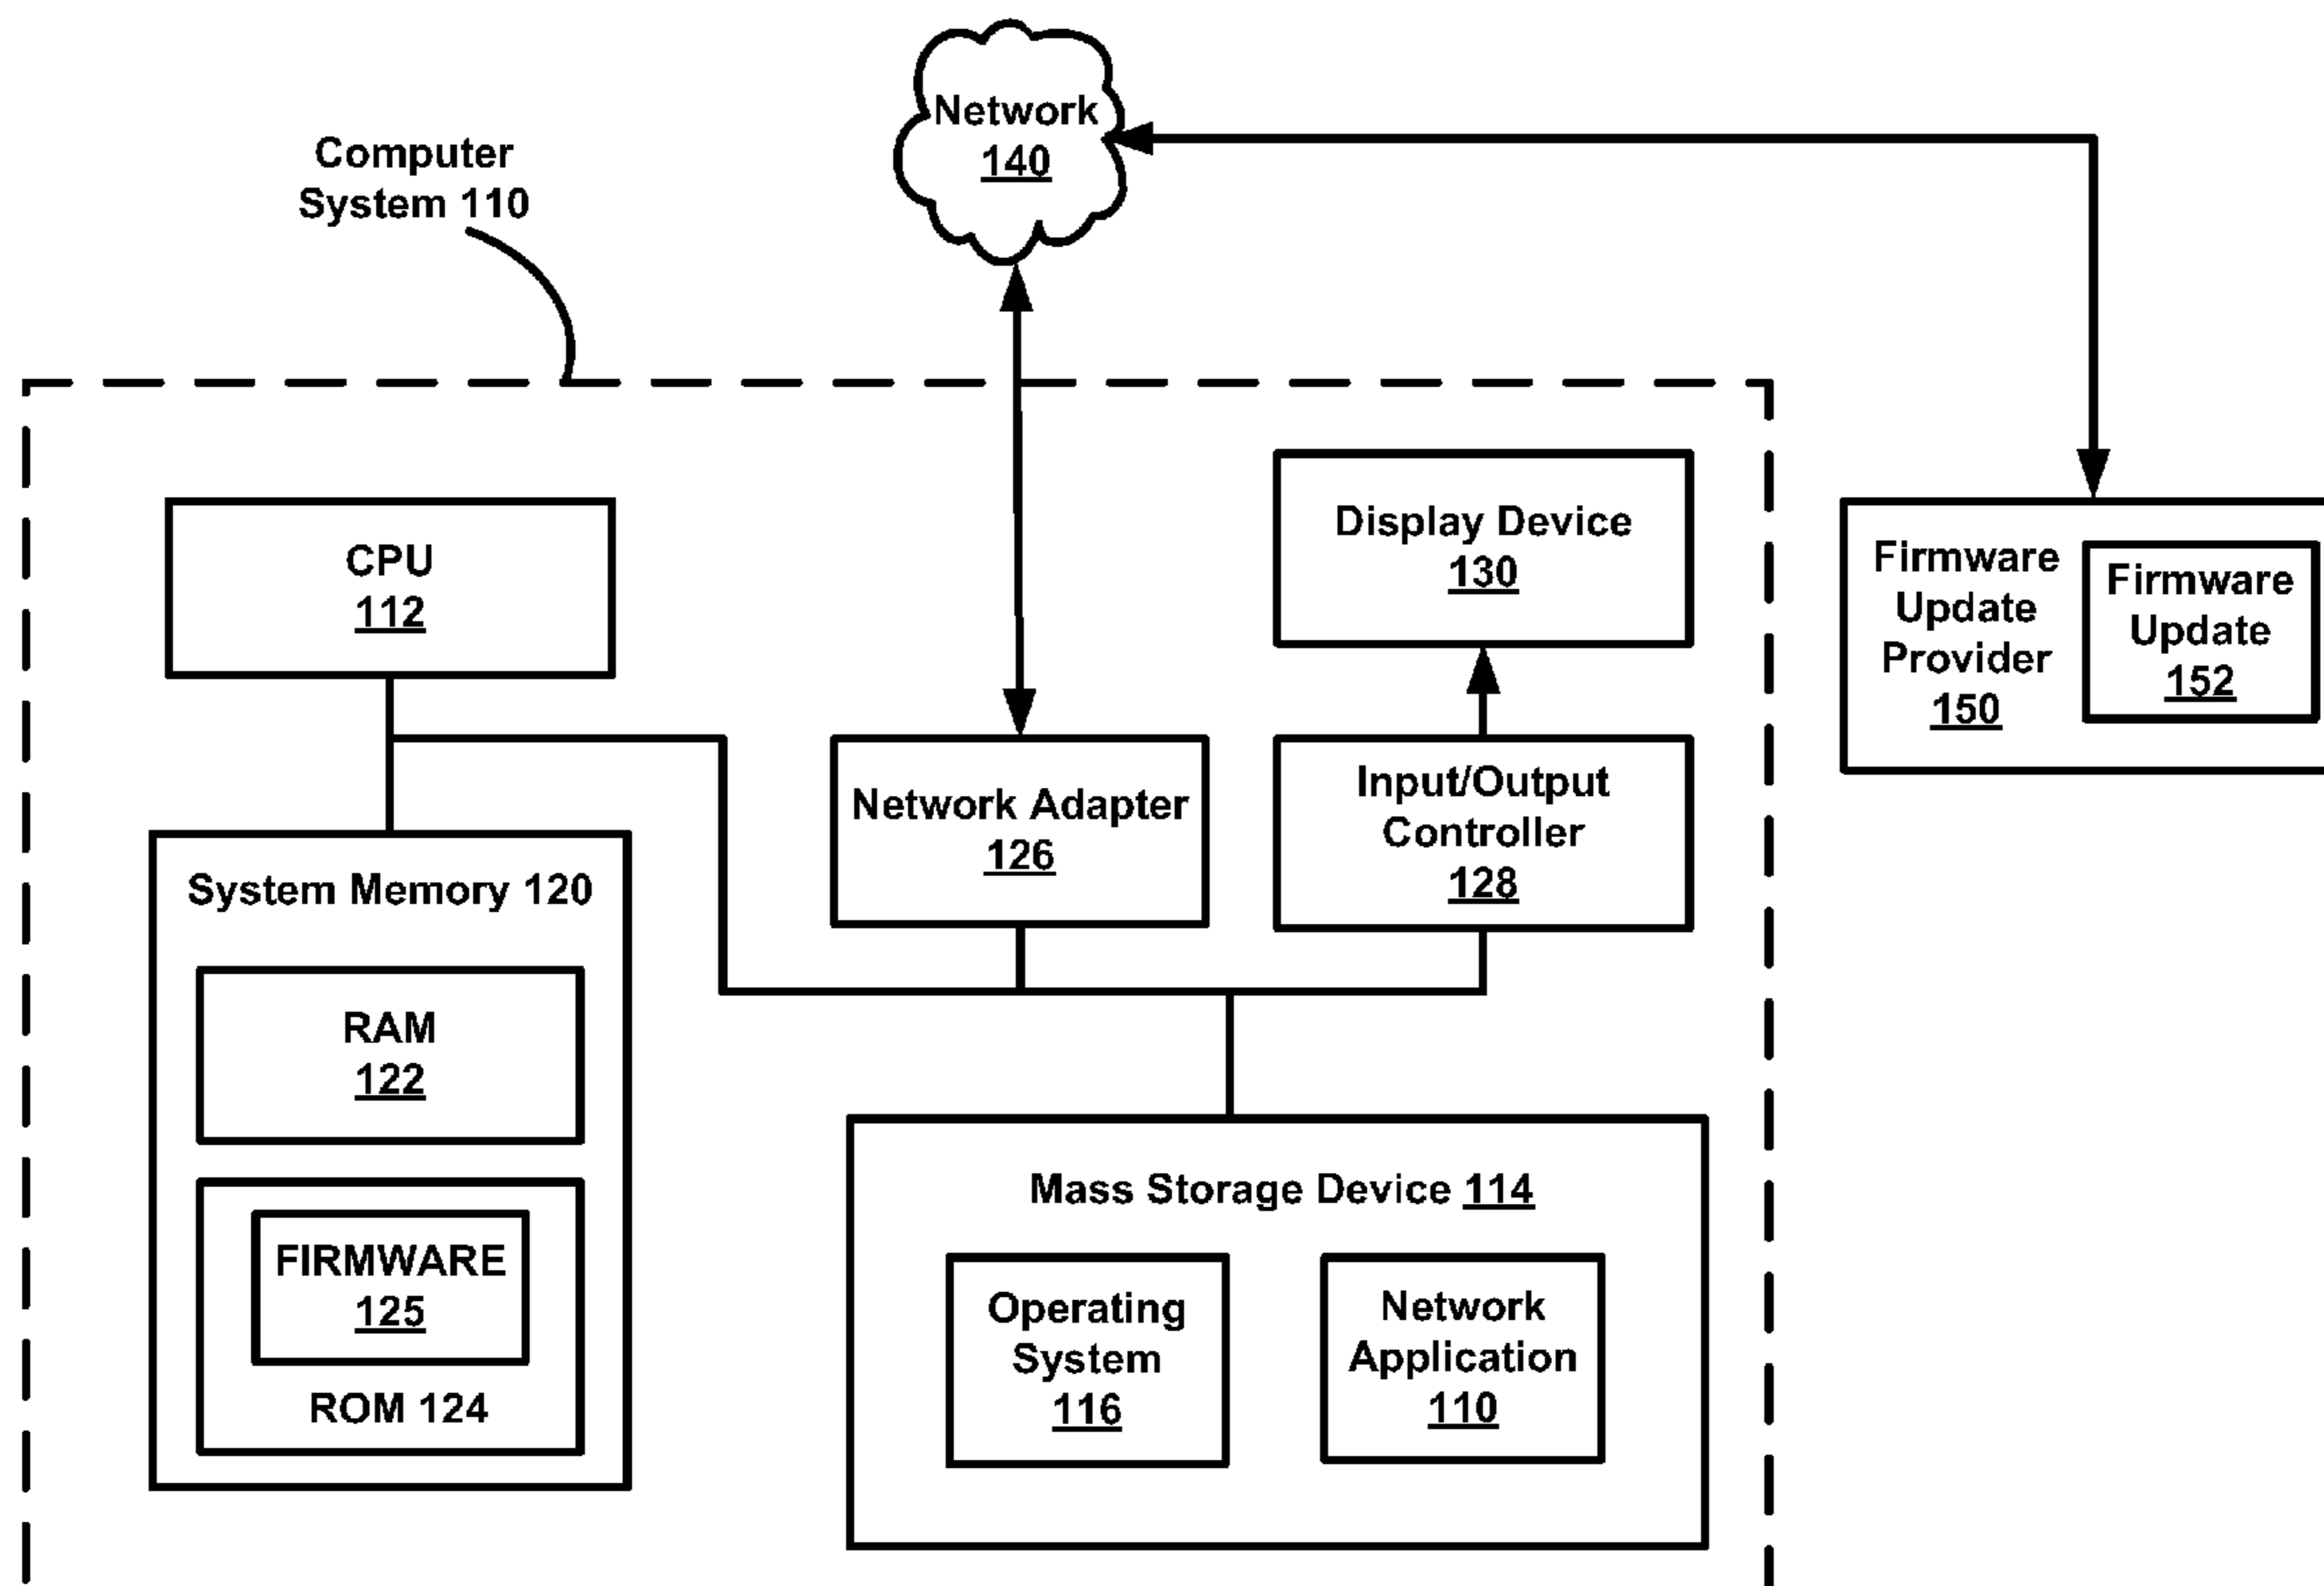 Network
140
Computer
System 110
CPU
112
Display Device
130
Firmware
Update
Provider
150
Firmware
Update
152
Network Adapter
126
Input/Output
Controller
128
System Memory 120
RAM
122
FIRMWARE
125
ROM 124
Mass Storage Device 114
Operating
System
116
Network
Application
110